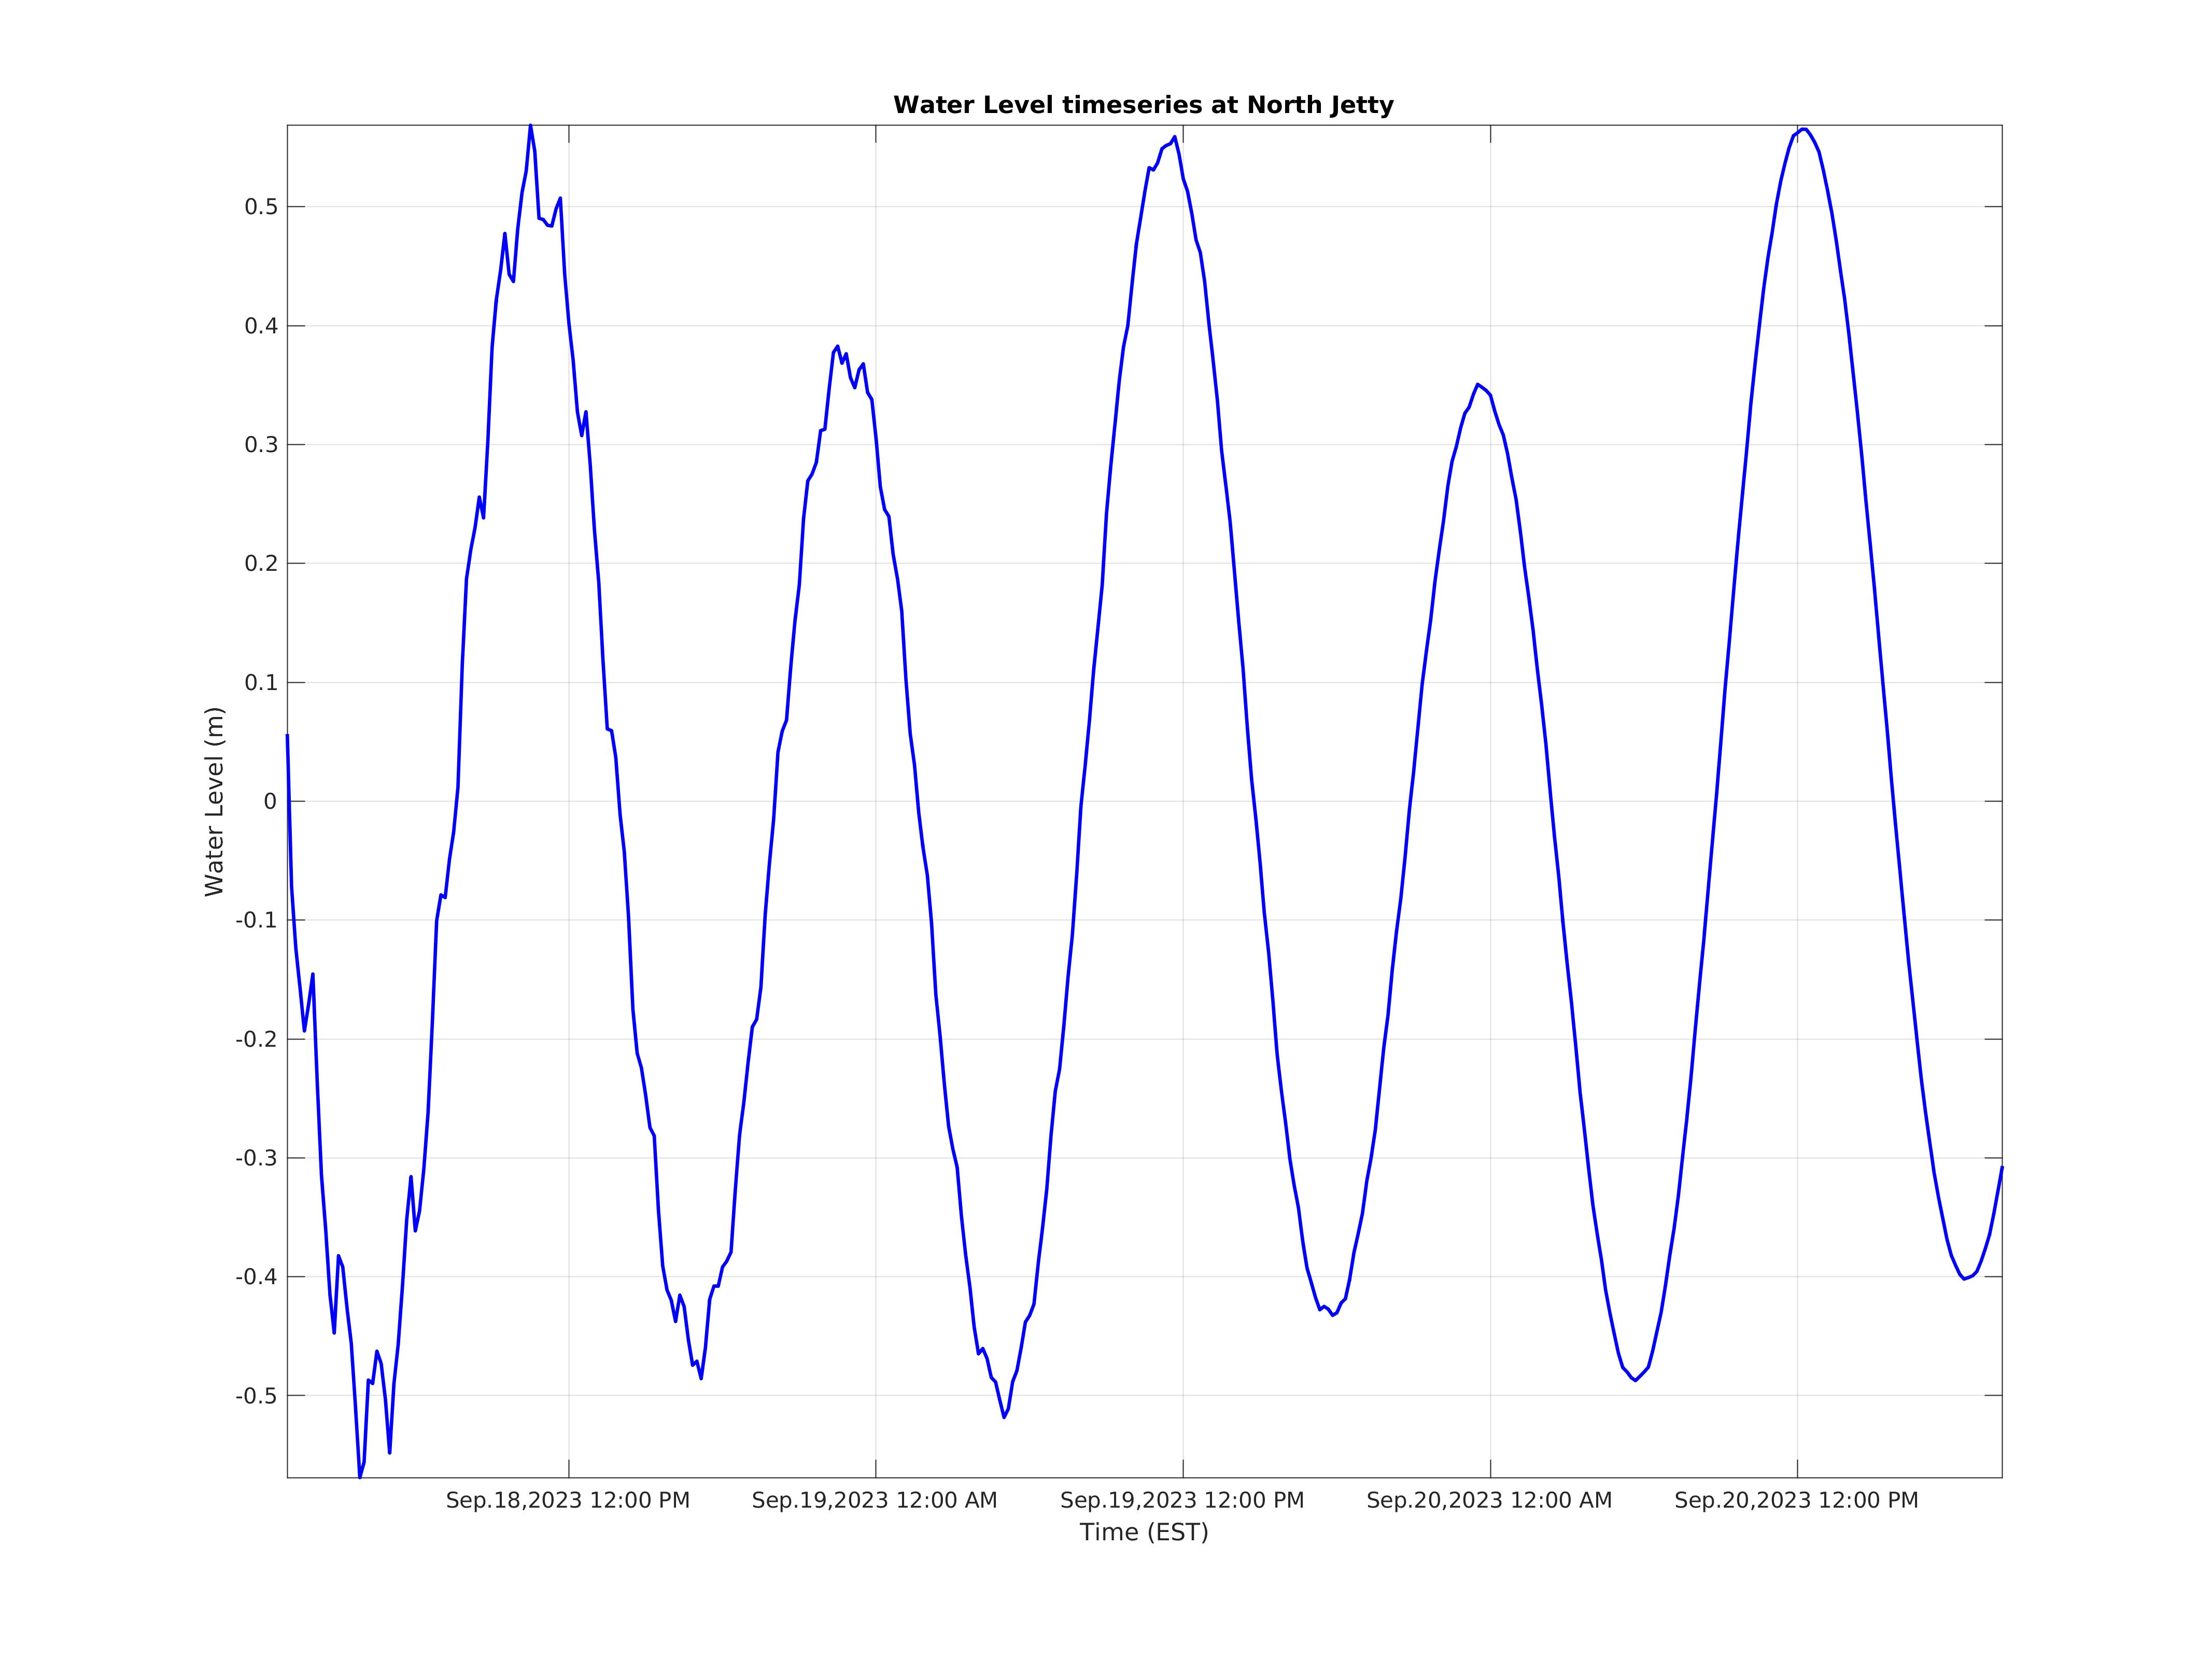 Water Level timeseries at North Jetty
0.5
0.4
0.3
0.2
0.1
0
-0.1
-0.2
-0.3
-0.4
-0.5
Water Level (m)
Sep.18,2023 12:00 PM Sep.19,2023 12:00 AM Sep.19,2023 12:00 PM Sep.20,2023 12:00 AM Sep.20,2023 12:00 PM
Time (EST)